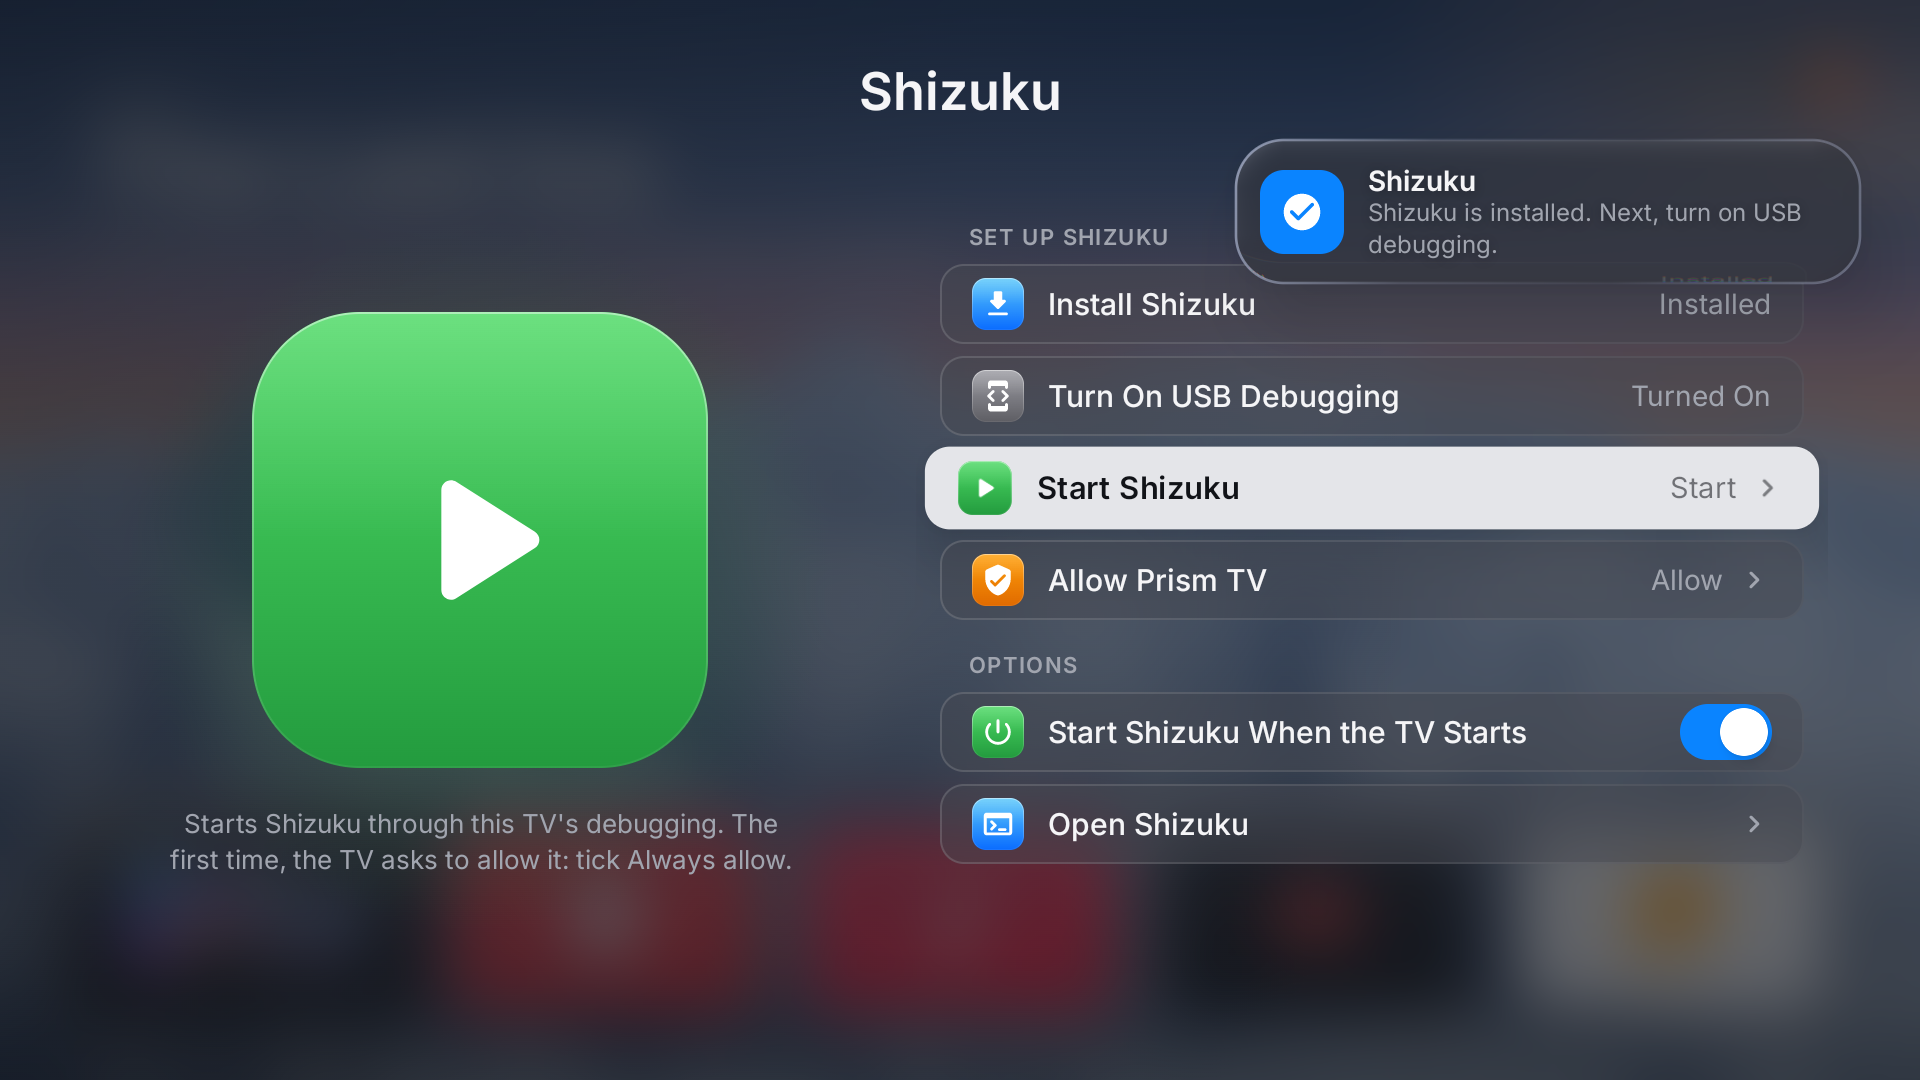 Shizuku
Shizuku
Shizuku is installed. Next, turn on USB
debugging.
SET UP SHIZUKU
Install Shizuku
Installed
Turn On USB Debugging
Turned On
Start Shizuku
Start
Allow Prism TV
Allow
OPTIONS
Start Shizuku When the TV Starts
Open Shizuku
Starts Shizuku through this TV's debugging. The
first time, the TV asks to allow it: tick Always allow.